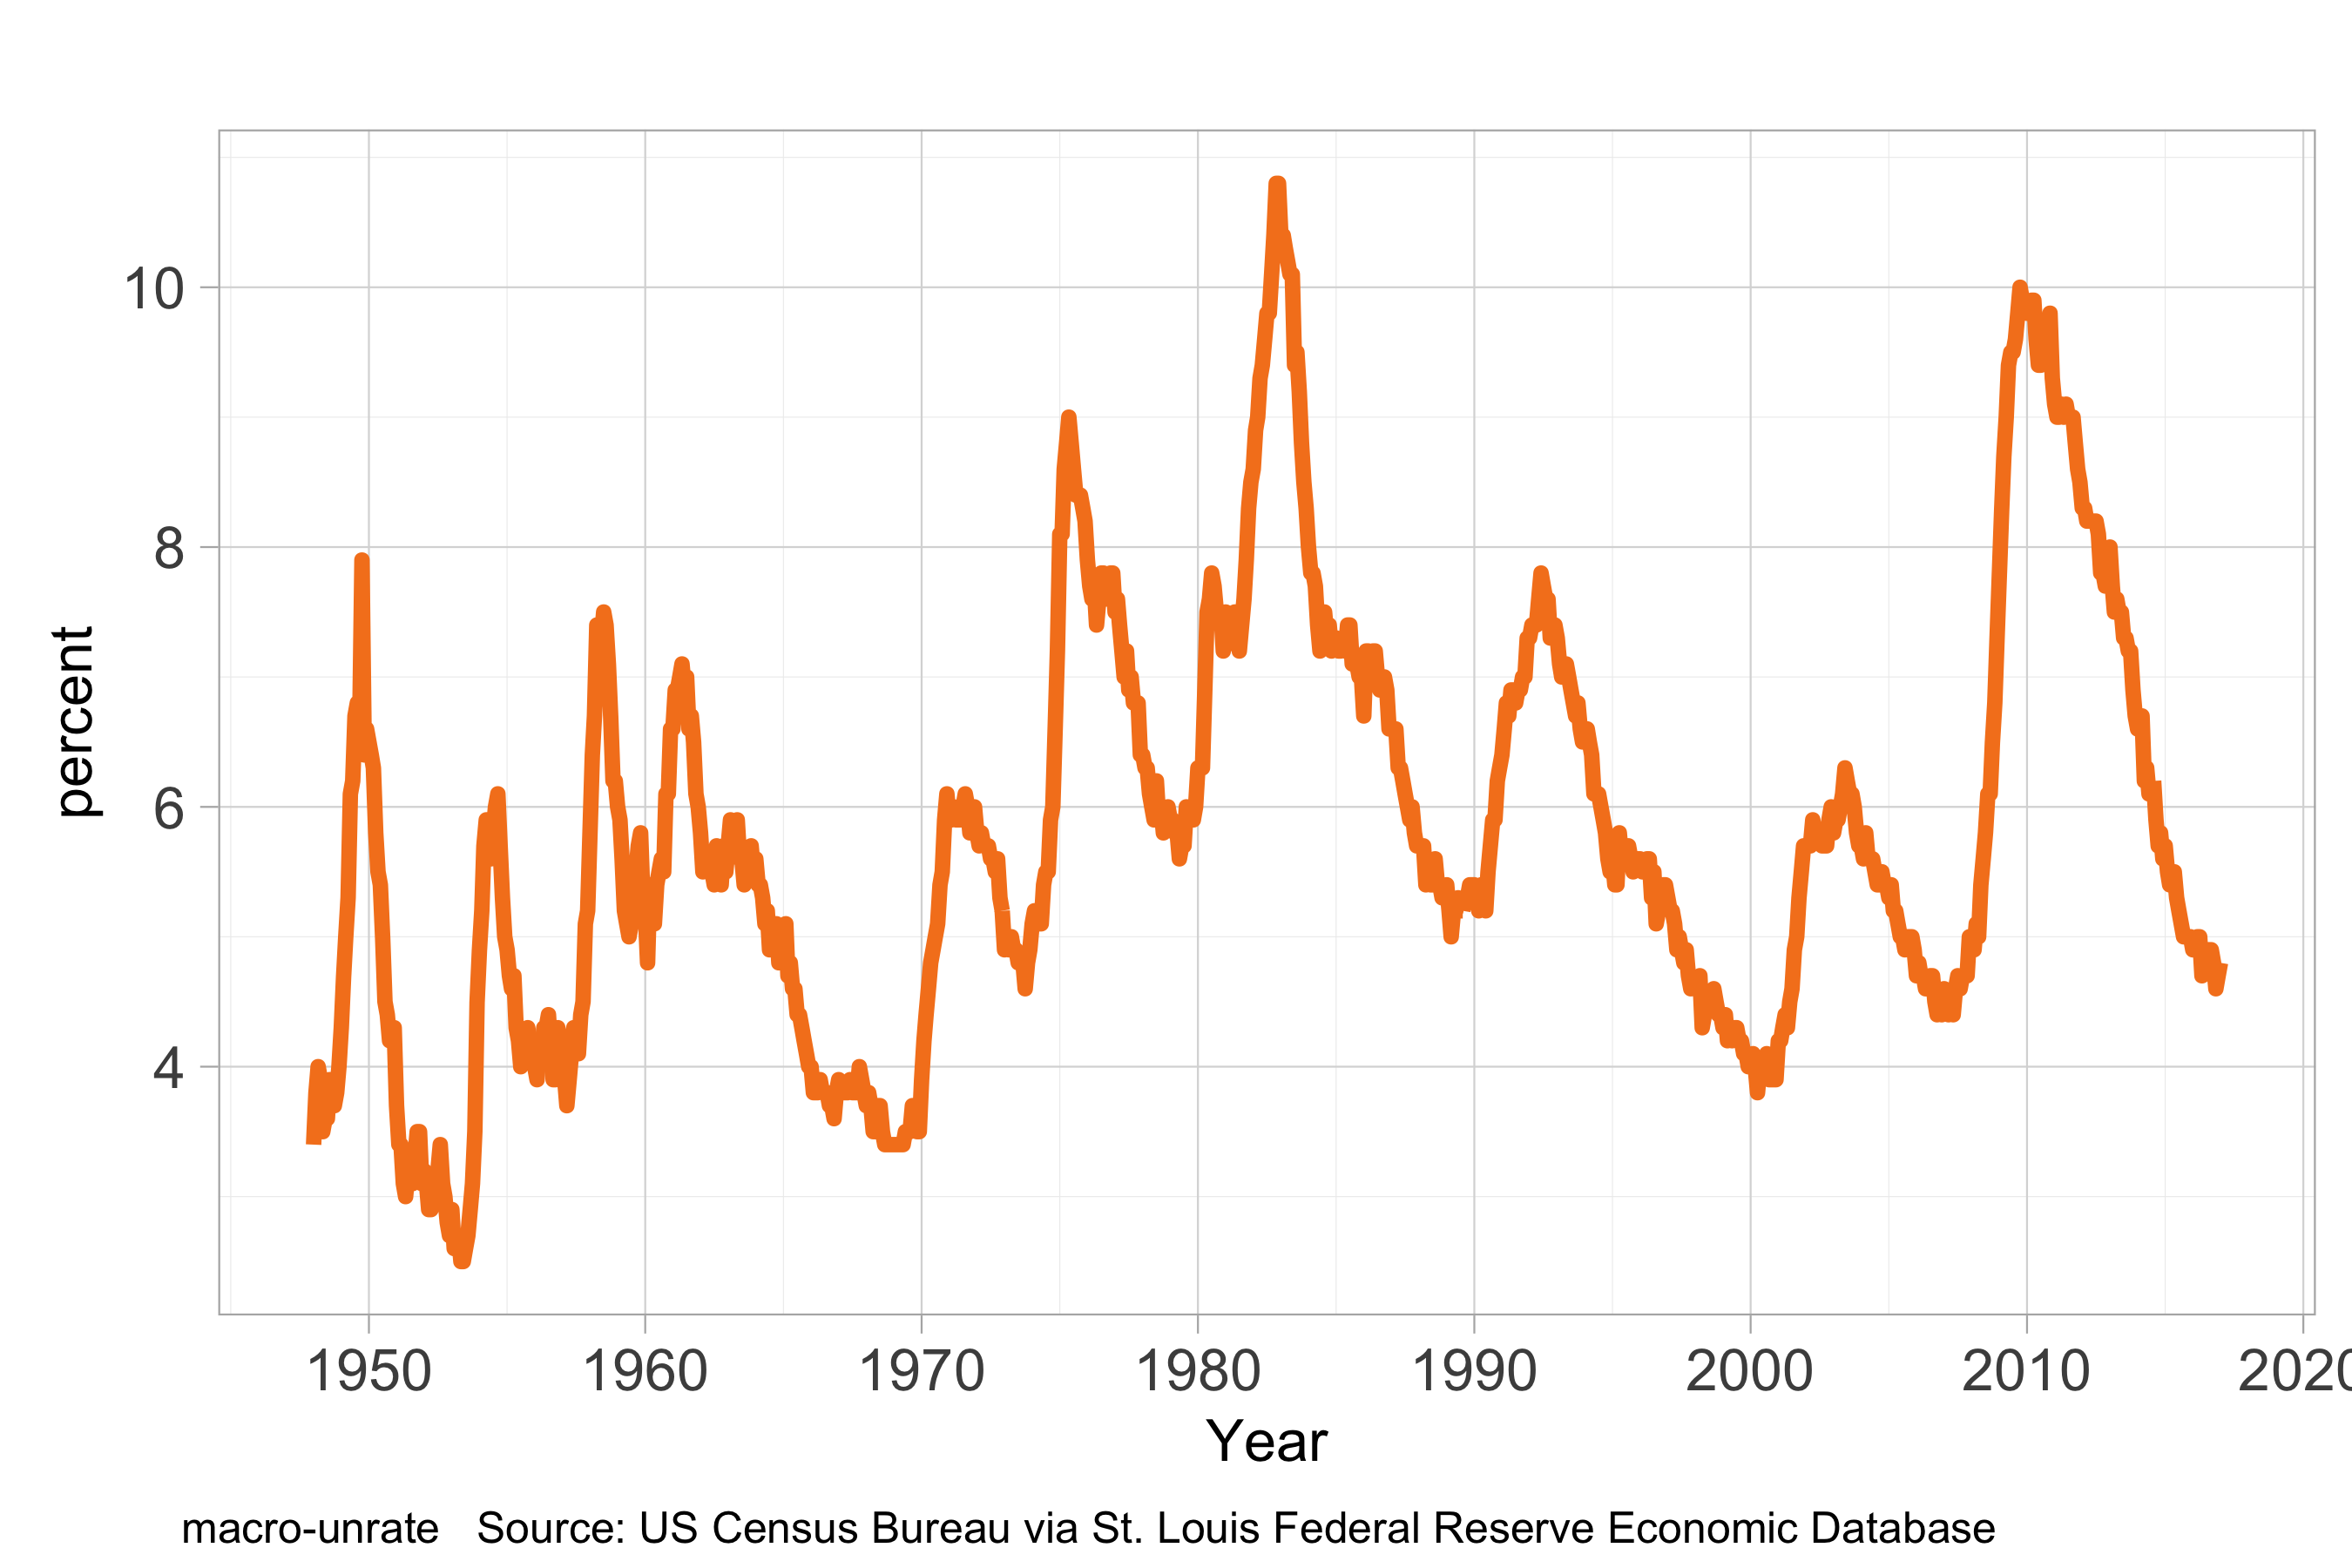 percent
10
8
6
4
1950 1960 1970 1980 1990 2000 2010 202
Year
macro-unrate Source: US Census Bureau via St. Louis Federal Reserve Economic Database